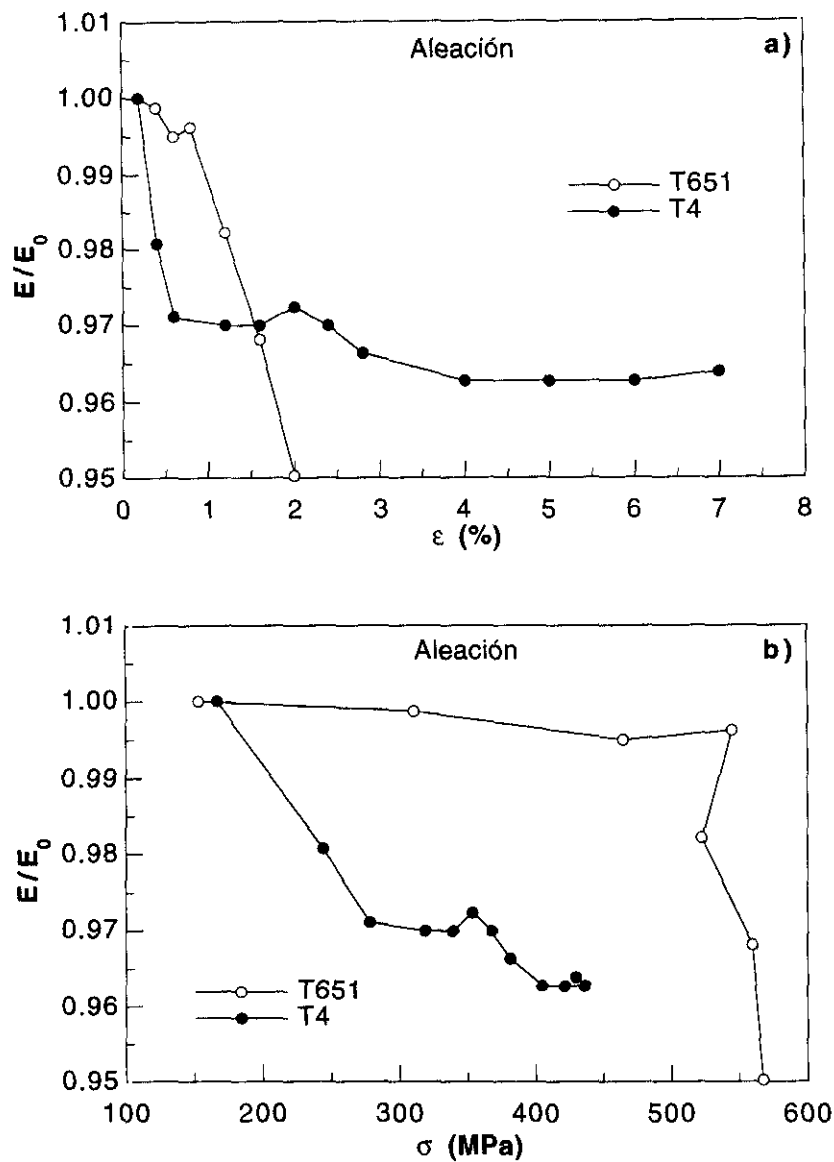 Aleación
a)
1.01
1.00
0.99
0.98
0.97
0.96
0.95
E/E0
T651
T4
0 1 2 3 4 5 6 7 8
ε (%)
Aleación
b)
1.01
1.00
0.99
0.98
0.97
0.96
0.95
E/E0
T651
T4
100 200 300 400 500 600
σ (MPa)